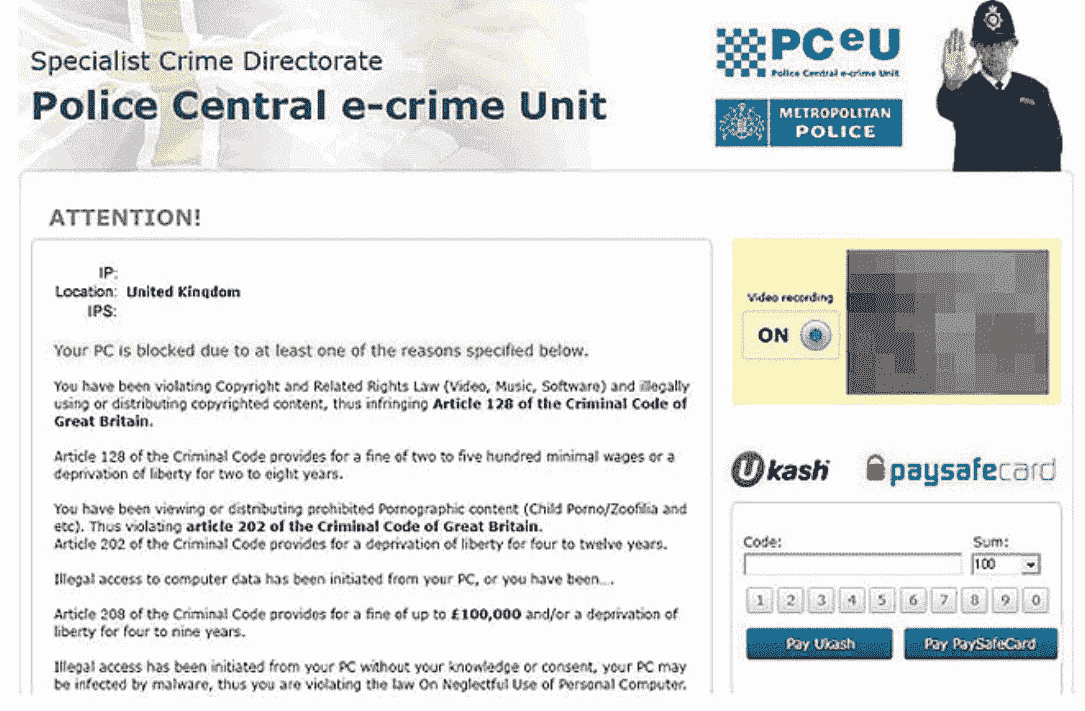 Specialist Crime Directorate
Police Central e-crime Unit
PCeU
Police Central e-crime Unit
METROPOLITAN
POLICE
ATTENTION!
IP:
Location: United Kingdom
IPS:
Your PC is blocked due to at least one of the reasons specified below.
You have been violating Copyright and Related Rights Law (Video, Music, Software) and illegally
using or distributing copyrighted content, thus infringing Article 128 of the Criminal Code of
Great Britain.
Article 128 of the Criminal Code provides for a fine of two to five hundred minimal wages or a
deprivation of liberty for two to eight years.
You have been viewing or distributing prohibited Pornographic content (Child Porno/Zoofilia and
etc). Thus violating article 202 of the Criminal Code of Great Britain.
Article 202 of the Criminal Code provides for a deprivation of liberty for four to twelve years.
Illegal access to computer data has been initiated from your PC, or you have been...
Article 208 of the Criminal Code provides for a fine of up to £100,000 and/or a deprivation of
liberty for four to nine years.
Illegal access has been initiated from your PC without your knowledge or consent, your PC may
be infected by malware, thus you are violating the law On Neglectful Use of Personal Computer.
Video recording
ON
Ukash
paysafecard
Code: Sum:
100
1 2 3 4 5 6 7 8 9 0
Pay Ukash Pay PaySafeCard